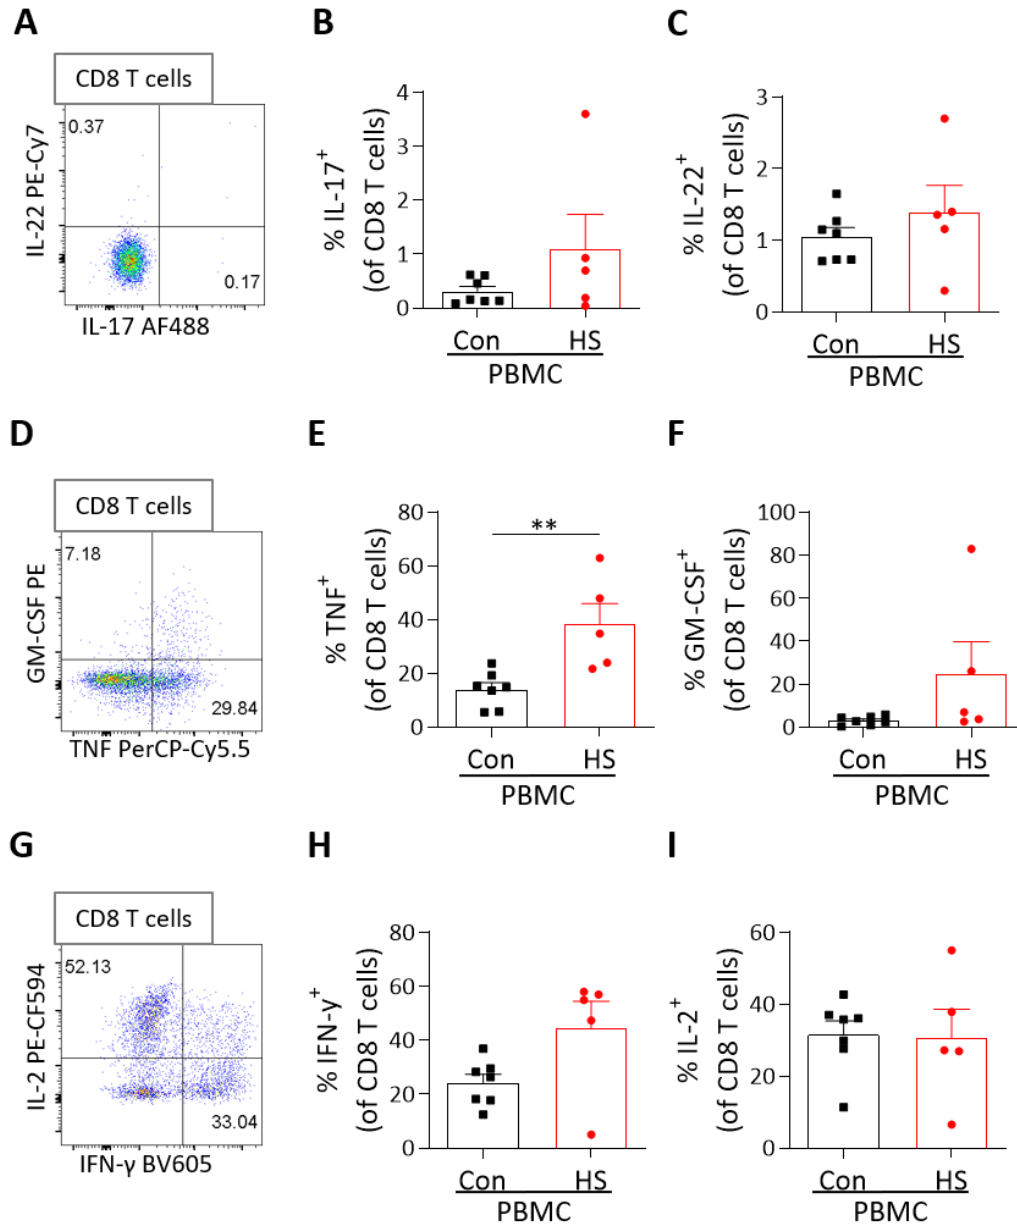 A
CD8 T cells
IL-22 PE-Cy7
0.37
0.17
IL-17 AF488
B
% IL-17+
(of CD8 T cells)
4
3
2
1
0
Con
HS
PBMC
C
% IL-22+
(of CD8 T cells)
3
2
1
0
Con
HS
PBMC
D
CD8 T cells
GM-CSF PE
7.18
29.84
TNF PerCP-Cy5.5
E
% TNF+
(of CD8 T cells)
80
60
40
20
0
**
Con
HS
PBMC
F
% GM-CSF+
(of CD8 T cells)
100
80
60
40
20
0
Con
HS
PBMC
G
CD8 T cells
IL-2 PE-CF594
52.13
33.04
IFN-γ BV605
H
% IFN-γ+
(of CD8 T cells)
80
60
40
20
0
Con
HS
PBMC
I
% IL-2+
(of CD8 T cells)
60
40
20
0
Con
HS
PBMC